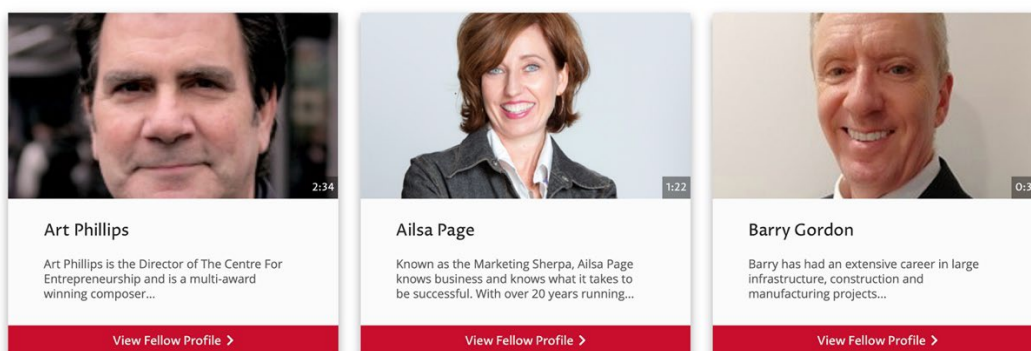 2:34
1:22
Art Phillips
Art Phillips is the Director of The Centre For
Entrepreneurship and is a multi-award
winning composer...
View Fellow Profile >
Ailsa Page
Known as the Marketing Sherpa, Ailsa Page
knows business and knows what it takes to
be successful. With over 20 years running...
View Fellow Profile >
Barry Gordon
Barry has had an extensive career in large
infrastructure, construction and
manufacturing projects...
View Fellow Profile >